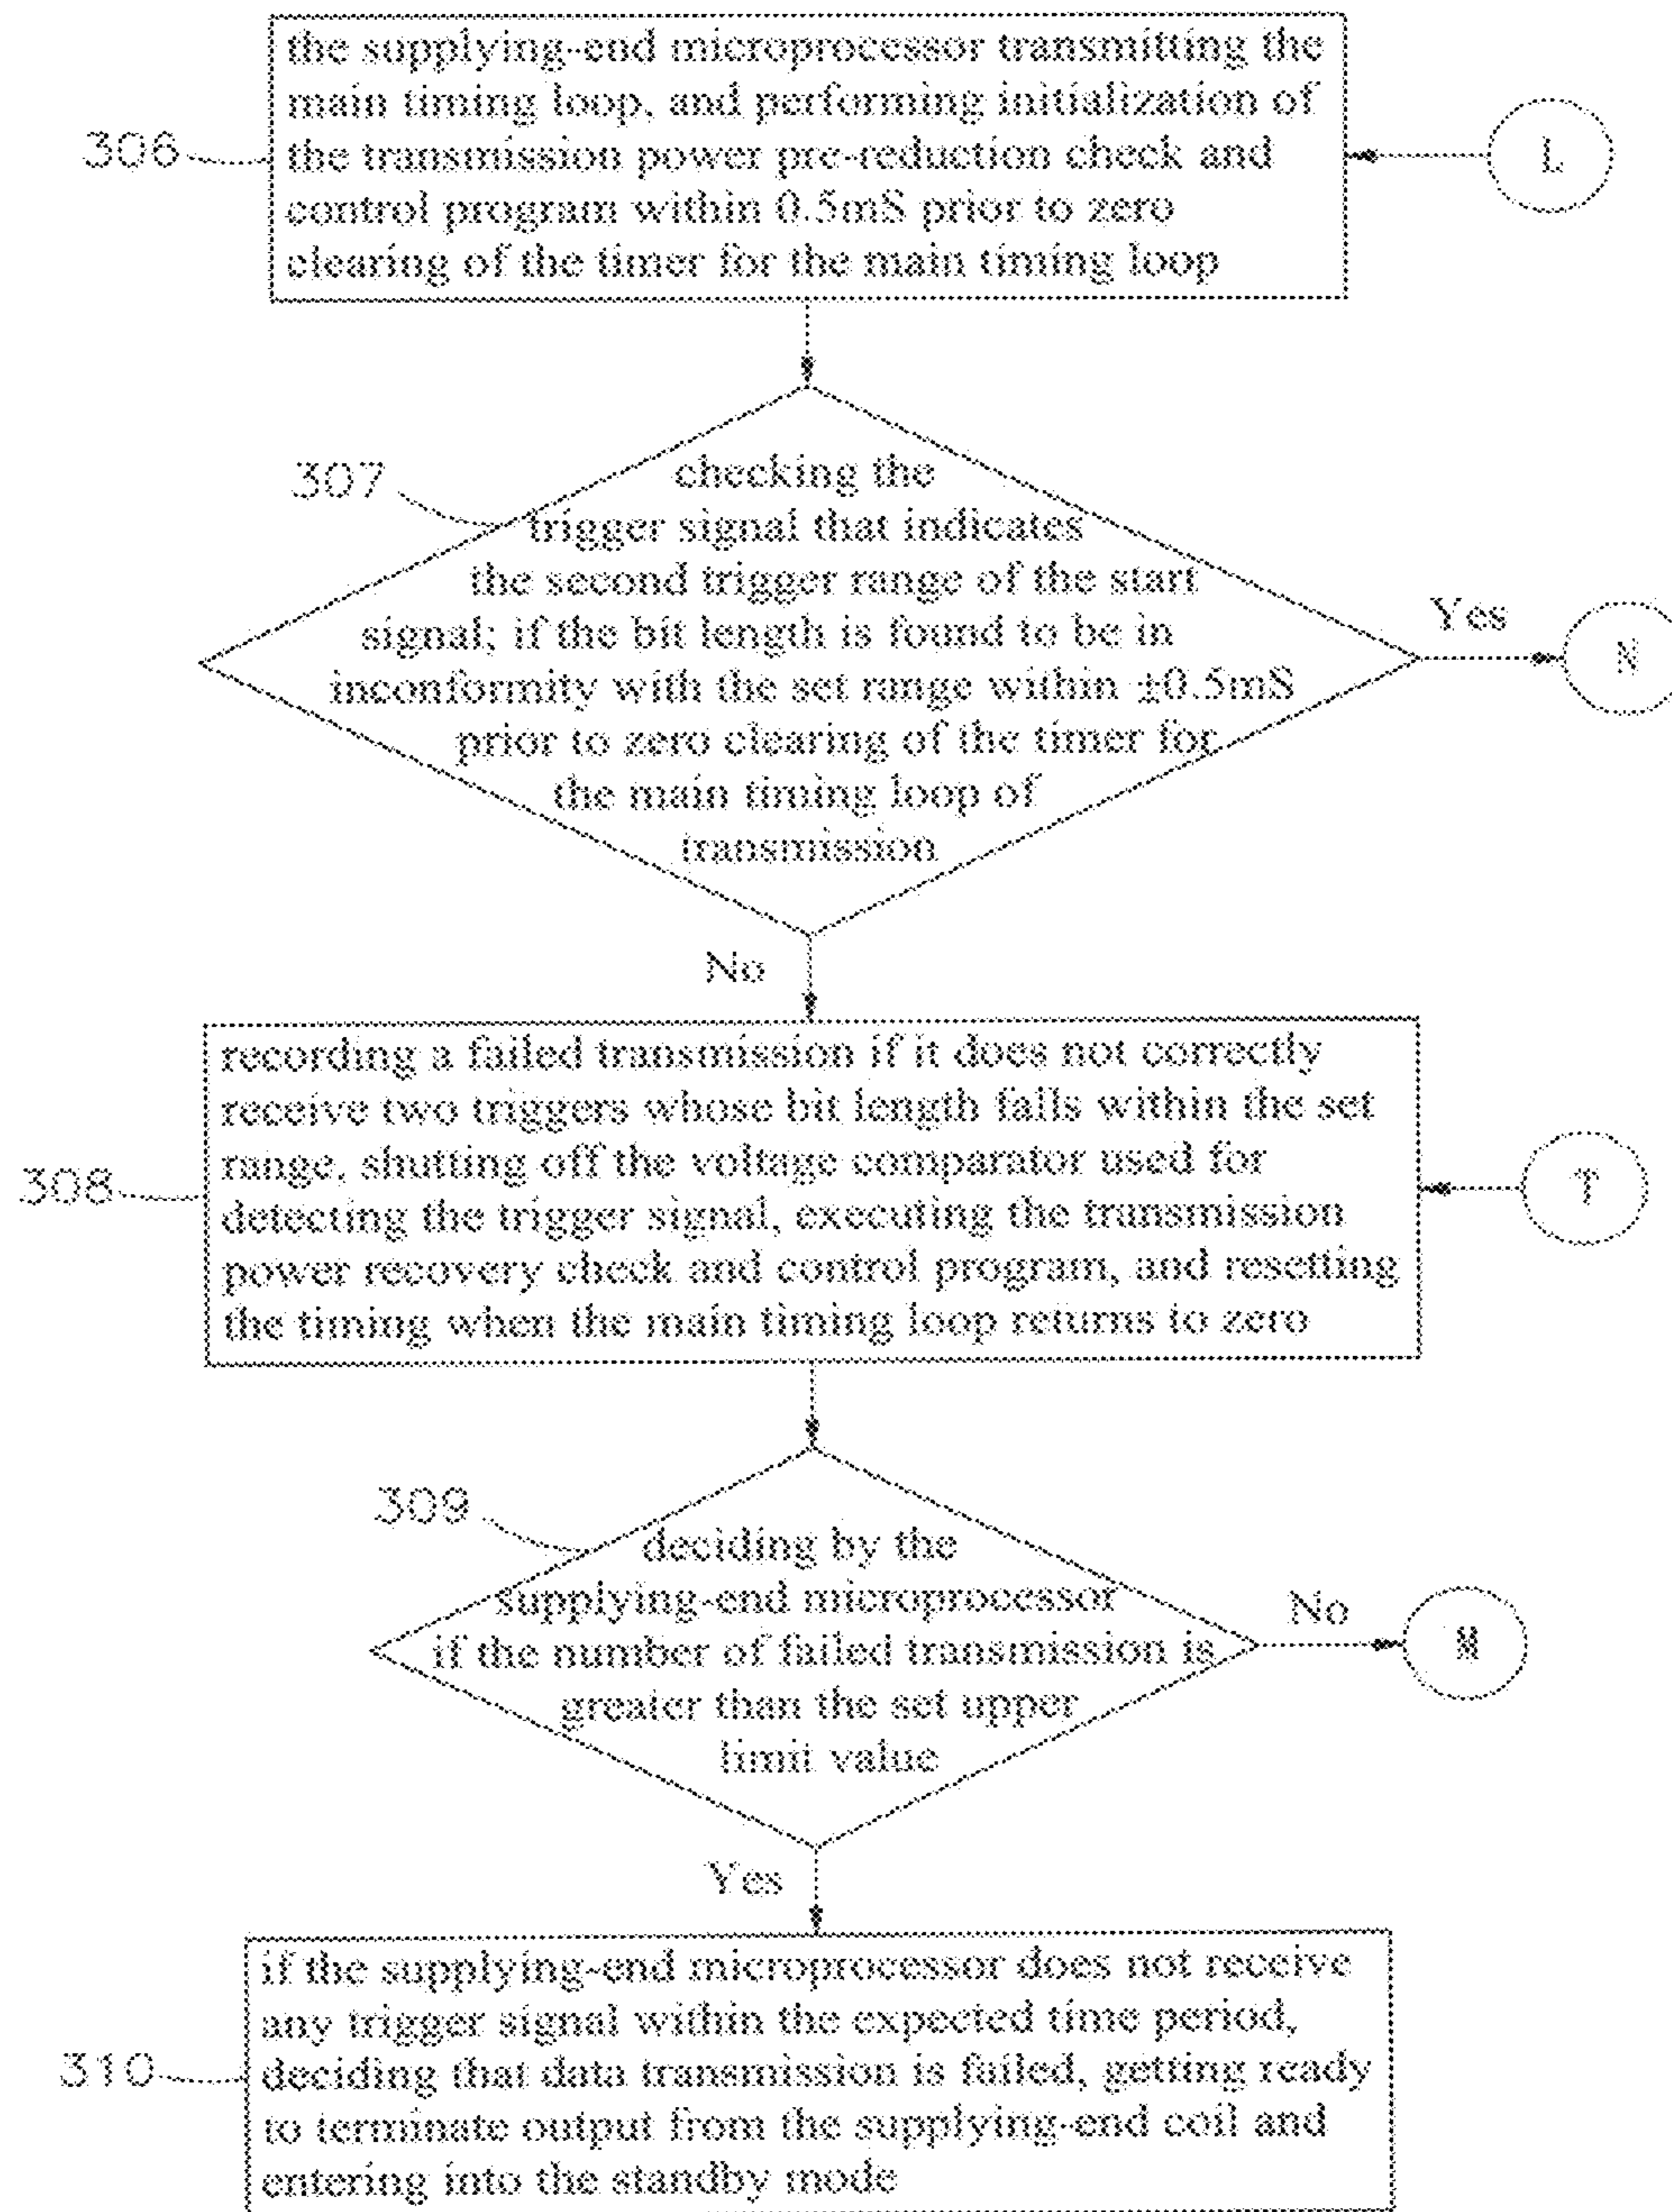 the supplying-end microprocessor transmitting the
main timing loop, and performing initialization of
the transmission power pre-reduction check and
control program within 0.5mS prior to zero
clearing of the timer for the main timing loop
306
L
307
checking the
trigger signal that indicates
the second trigger range of the start
signal; if the bit length is found to be in
inconformity with the set range within ±0.5mS
prior to zero clearing of the timer for
the main timing loop of
transmission
Yes
N
No
recording a failed transmission if it does not correctly
receive two triggers whose bit length falls within the set
range, shutting off the voltage comparator used for
detecting the trigger signal, executing the transmission
power recovery check and control program, and resetting
the timing when the main timing loop returns to zero
308
T
309
deciding by the
supplying-end microprocessor
if the number of failed transmission is
greater than the set upper
limit value
No
M
Yes
if the supplying-end microprocessor does not receive
any trigger signal within the expected time period,
deciding that data transmission is failed, getting ready
to terminate output from the supplying-end coil and
entering into the standby mode
310